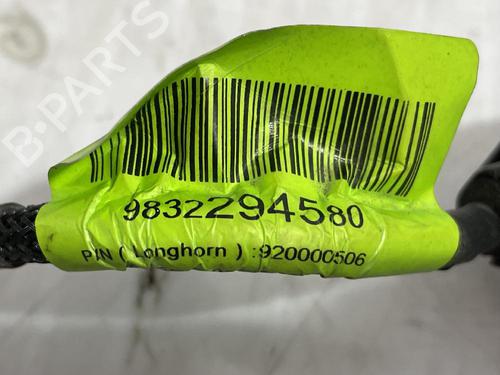 B-PARTS
9832294580
P/N ( Longhorn ) :920000506